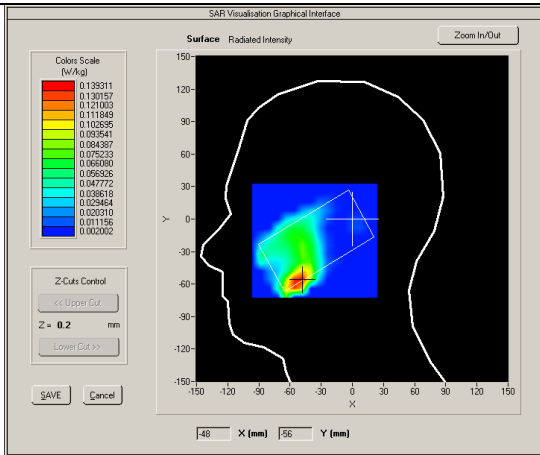 SAR Visualisation Graphical Interface
Surface Radiated Intensity
Zoom In/Out
Colors Scale
(W/kg)
0.139311
0.130157
0.121003
0.111849
0.102695
0.093541
0.084387
0.075233
0.066080
0.056926
0.047772
0.038618
0.029464
0.020310
0.011156
0.002002
Z-Cuts Control
<< Upper Cut
Z = 0.2 mm
Lower Cut >>
SAVE Cancel
150
120
90
60
30
0
-30
-60
-90
-120
-150
Y
-150 -120 -90 -60 -30 0 30 60 90 120 150
X
-48 X (mm) -56 Y (mm)